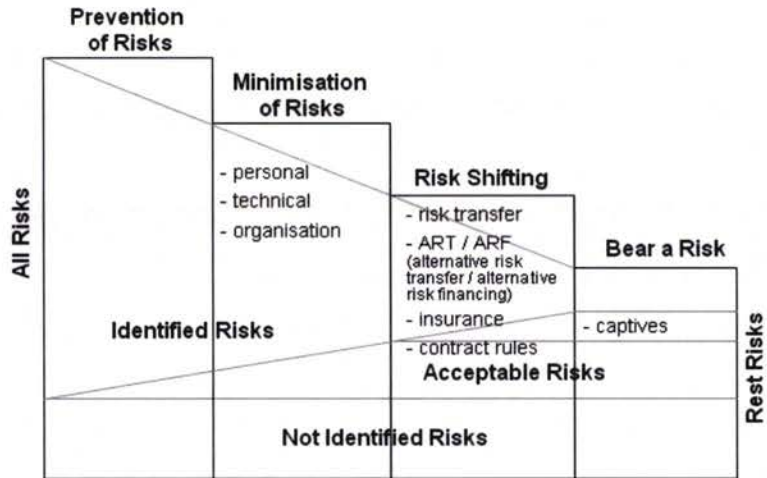 Prevention
of Risks
Minimisation
of Risks
- personal
- technical
- organisation
Risk Shifting
- risk transfer
- ART / ARF
(alternative risk
transfer / alternative
risk financing)
- insurance
- contract rules
Bear a Risk
- captives
All Risks
Identified Risks
Acceptable Risks
Not Identified Risks
Rest Risks